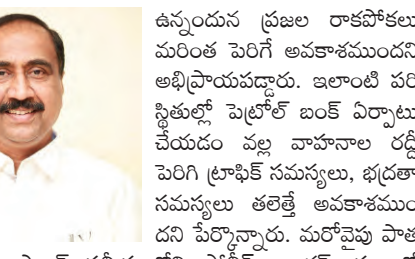 ఉన్నందున ప్రజల రాకపోకలు
మరింత పెరిగే అవకాశముందని
అభిప్రాయపడ్డారు. ఇలాంటి పరి
స్థితుల్లో పెట్రోల్ బంక్ ఏర్పాటు
చేయడం వల్ల వాహనాల రద్దీ
పెరిగి ట్రాఫిక్ సమస్యలు, భద్రతా
సమస్యలు తలెత్తే అవకాశముం
దని పేర్కొన్నారు. మరోవైపు పాత